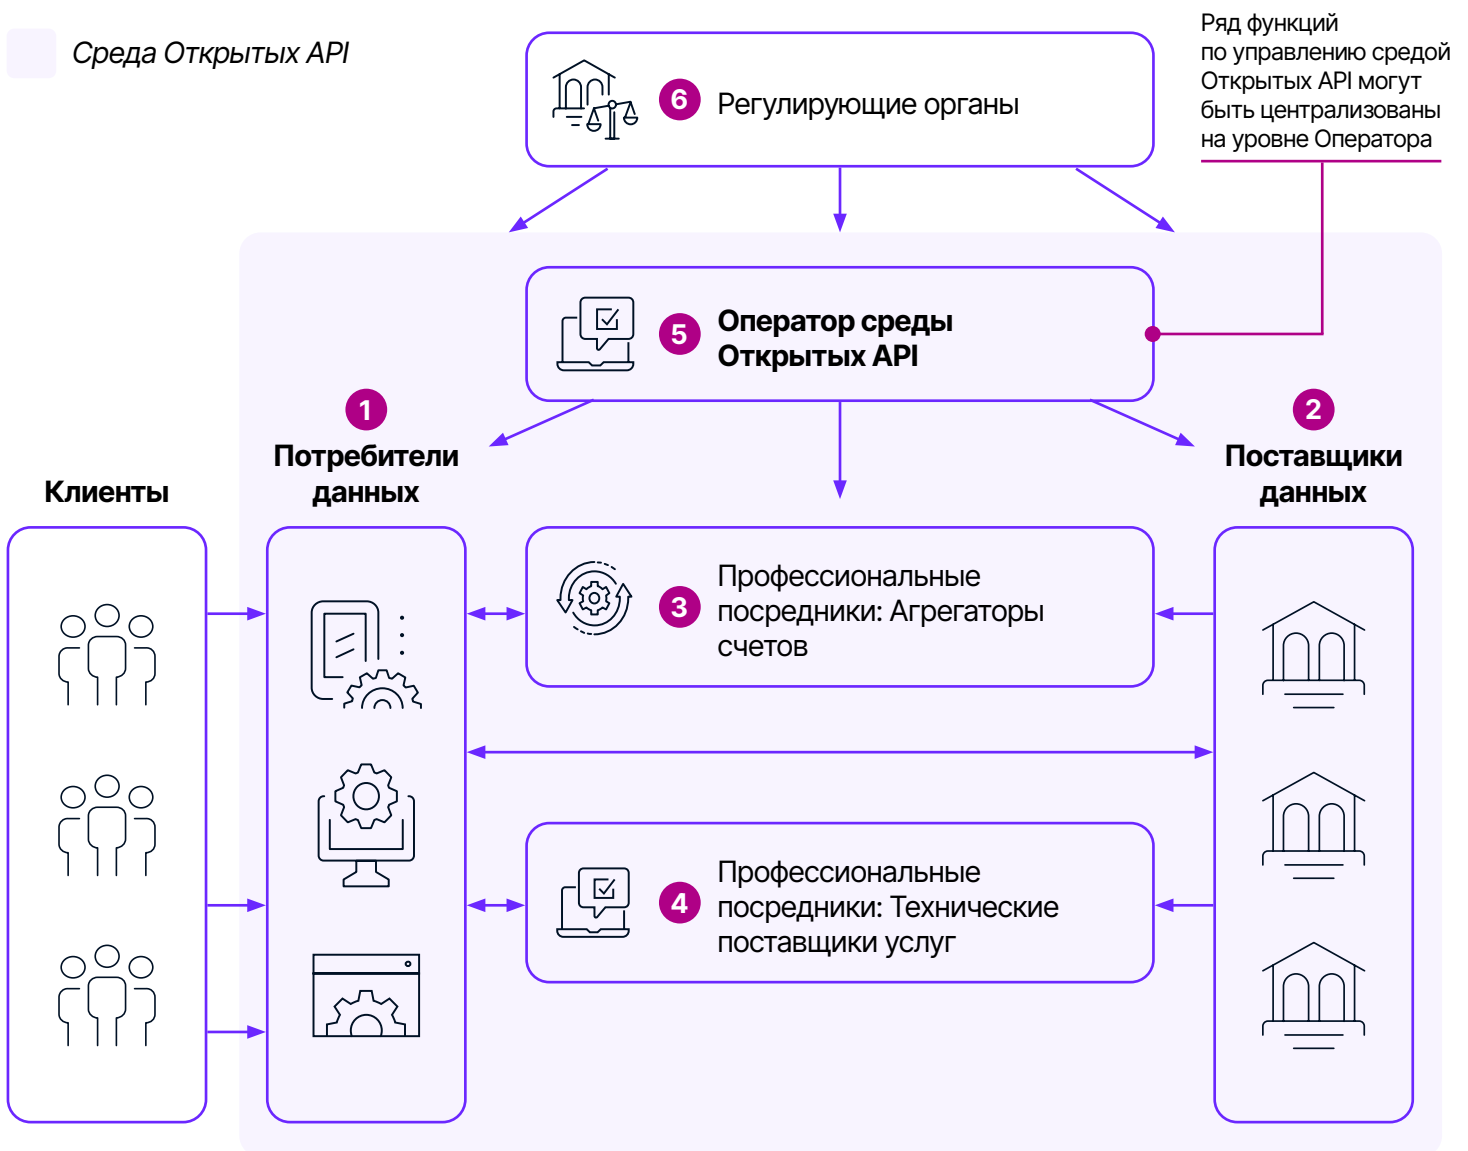 Среда Открытых API
Ряд функций
по управлению средой
Открытых API могут
быть централизованы
на уровне Оператора
6
Регулирующие органы
5
Оператор среды
Открытых API
1
Потребители
данных
2
Поставщики
данных
Клиенты
3
Профессиональные
посредники: Агрегаторы
счетов
4
Профессиональные
посредники: Технические
поставщики услуг